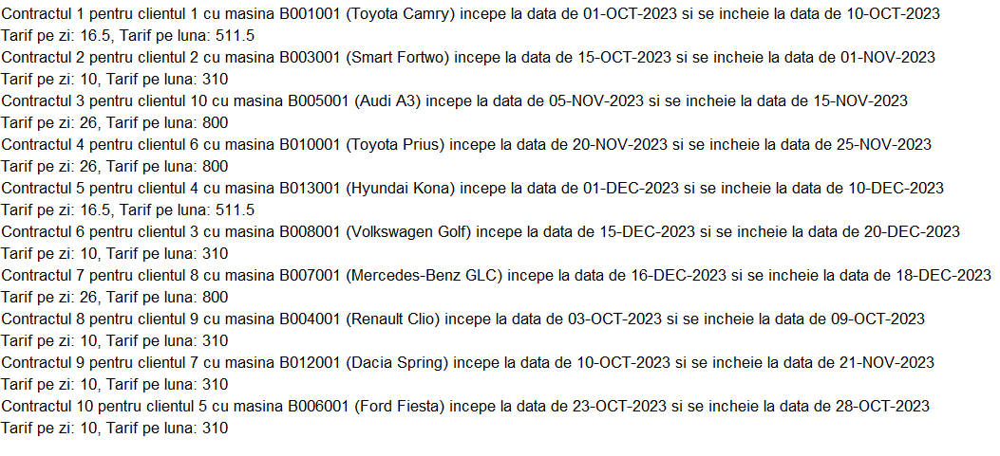 Contractul 1 pentru clientul 1 cu masina B001001 (Toyota Camry) incepe la data de 01-OCT-2023 si se incheie la data de 10-OCT-2023
Tarif pe zi: 16.5, Tarif pe luna: 511.5
Contractul 2 pentru clientul 2 cu masina B003001 (Smart Fortwo) incepe la data de 15-OCT-2023 si se incheie la data de 01-NOV-2023
Tarif pe zi: 10, Tarif pe luna: 310
Contractul 3 pentru clientul 10 cu masina B005001 (Audi A3) incepe la data de 05-NOV-2023 si se incheie la data de 15-NOV-2023
Tarif pe zi: 26, Tarif pe luna: 800
Contractul 4 pentru clientul 6 cu masina B010001 (Toyota Prius) incepe la data de 20-NOV-2023 si se incheie la data de 25-NOV-2023
Tarif pe zi: 26, Tarif pe luna: 800
Contractul 5 pentru clientul 4 cu masina B013001 (Hyundai Kona) incepe la data de 01-DEC-2023 si se incheie la data de 10-DEC-2023
Tarif pe zi: 16.5, Tarif pe luna: 511.5
Contractul 6 pentru clientul 3 cu masina B008001 (Volkswagen Golf) incepe la data de 15-DEC-2023 si se incheie la data de 20-DEC-2023
Tarif pe zi: 10, Tarif pe luna: 310
Contractul 7 pentru clientul 8 cu masina B007001 (Mercedes-Benz GLC) incepe la data de 16-DEC-2023 si se incheie la data de 18-DEC-2023
Tarif pe zi: 26, Tarif pe luna: 800
Contractul 8 pentru clientul 9 cu masina B004001 (Renault Clio) incepe la data de 03-OCT-2023 si se incheie la data de 09-OCT-2023
Tarif pe zi: 10, Tarif pe luna: 310
Contractul 9 pentru clientul 7 cu masina B012001 (Dacia Spring) incepe la data de 10-OCT-2023 si se incheie la data de 21-NOV-2023
Tarif pe zi: 10, Tarif pe luna: 310
Contractul 10 pentru clientul 5 cu masina B006001 (Ford Fiesta) incepe la data de 23-OCT-2023 si se incheie la data de 28-OCT-2023
Tarif pe zi: 10, Tarif pe luna: 310